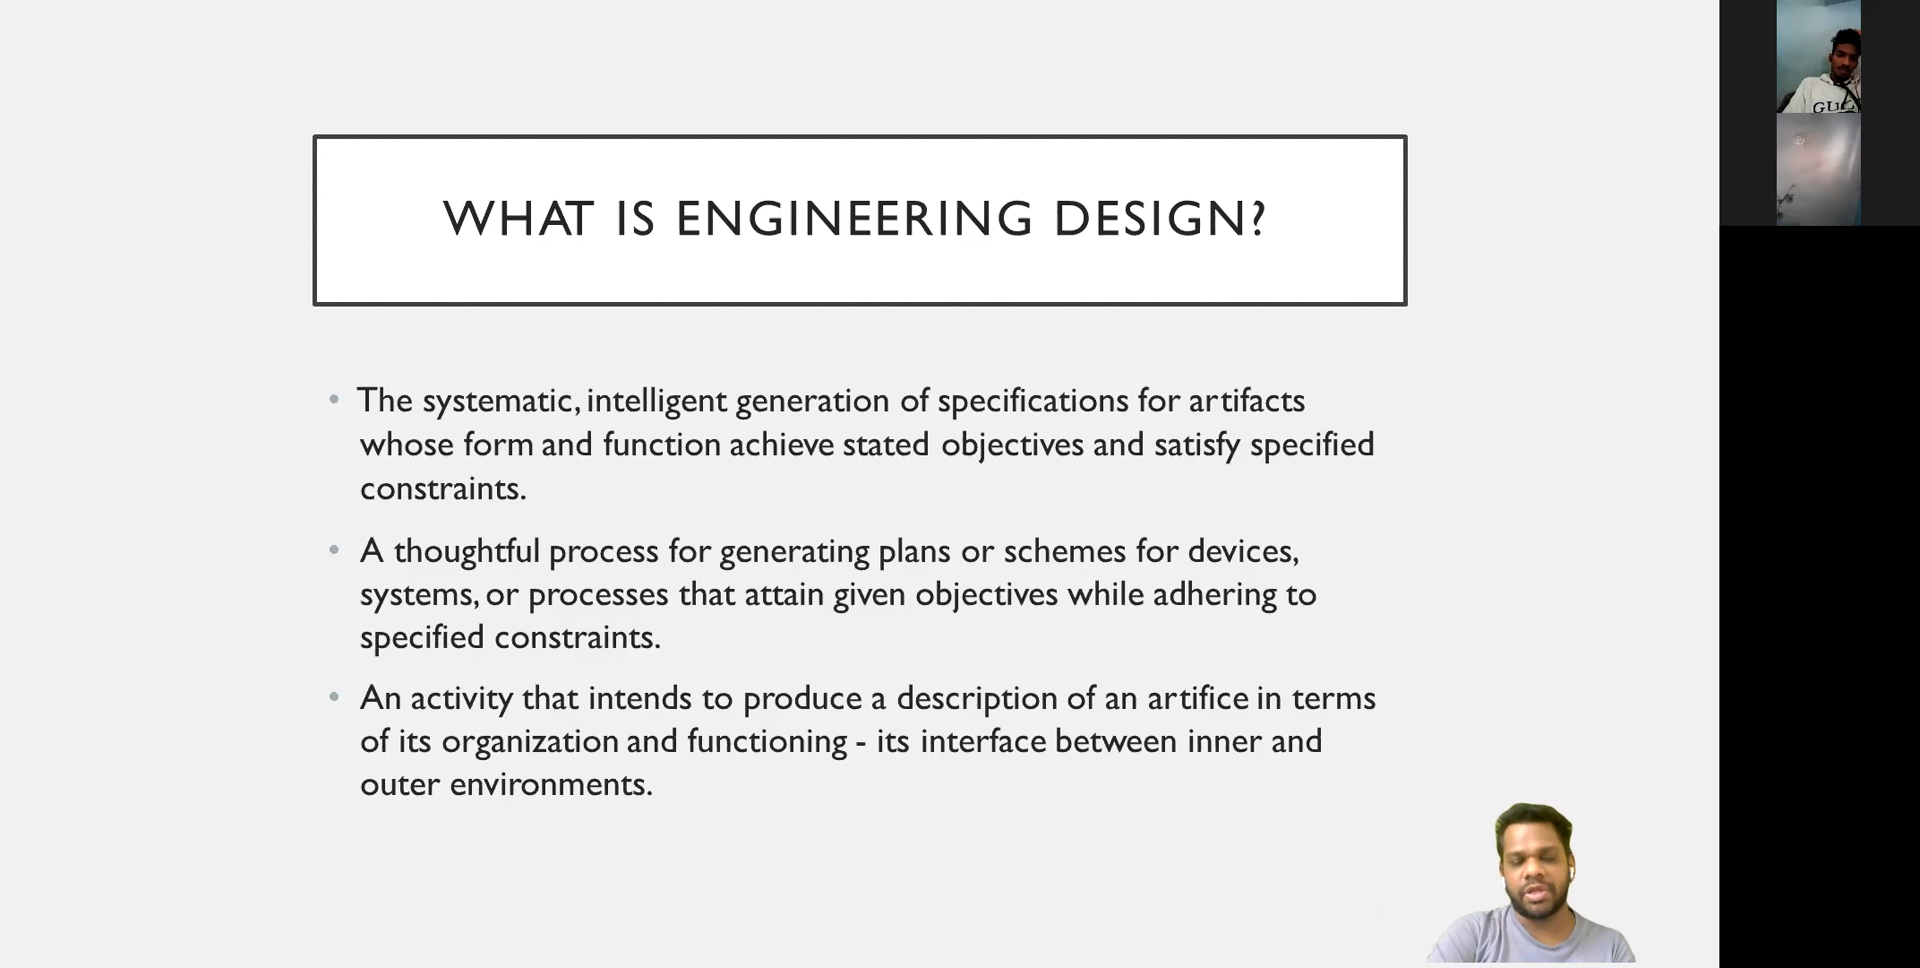 WHAT IS ENGINEERING DESIGN?
• The systematic, intelligent generation of specifications for artifacts
whose form and function achieve stated objectives and satisfy specified
constraints.
• A thoughtful process for generating plans or schemes for devices,
systems, or processes that attain given objectives while adhering to
specified constraints.
• An activity that intends to produce a description of an artifice in terms
of its organization and functioning - its interface between inner and
outer environments.